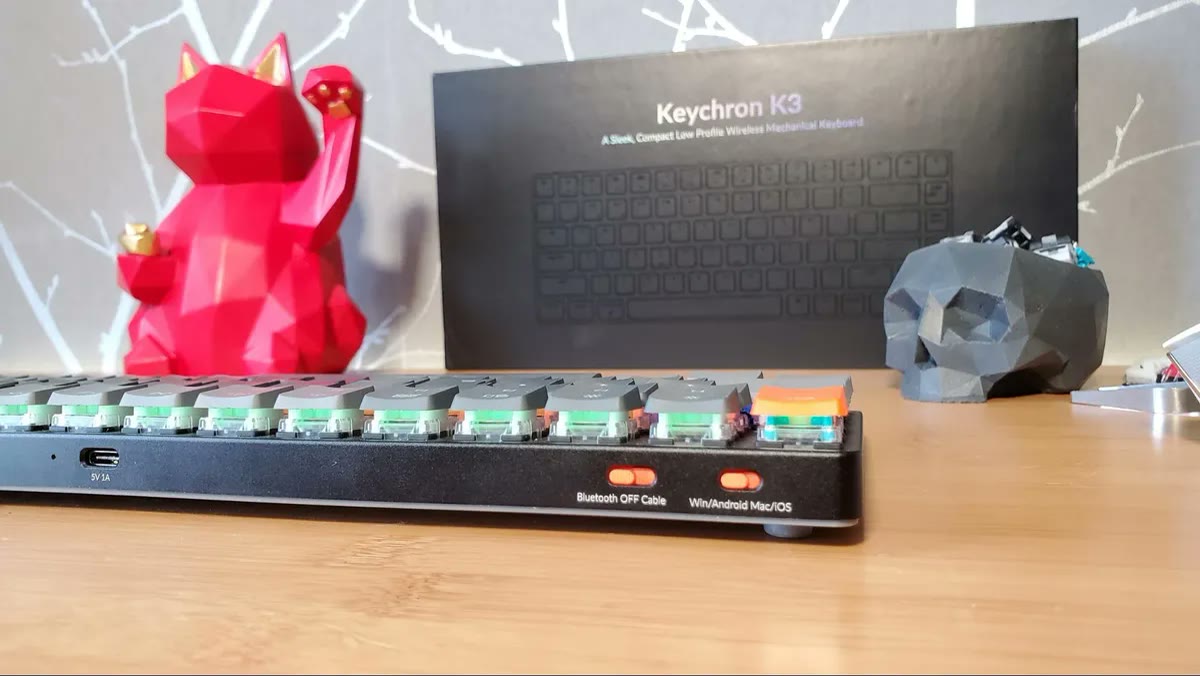 Keychron K3
A Sleek, Compact Low Profile Wireless Mechanical Keyboard
5V 1A
Bluetooth OFF Cable
Win/Android Mac/iOS